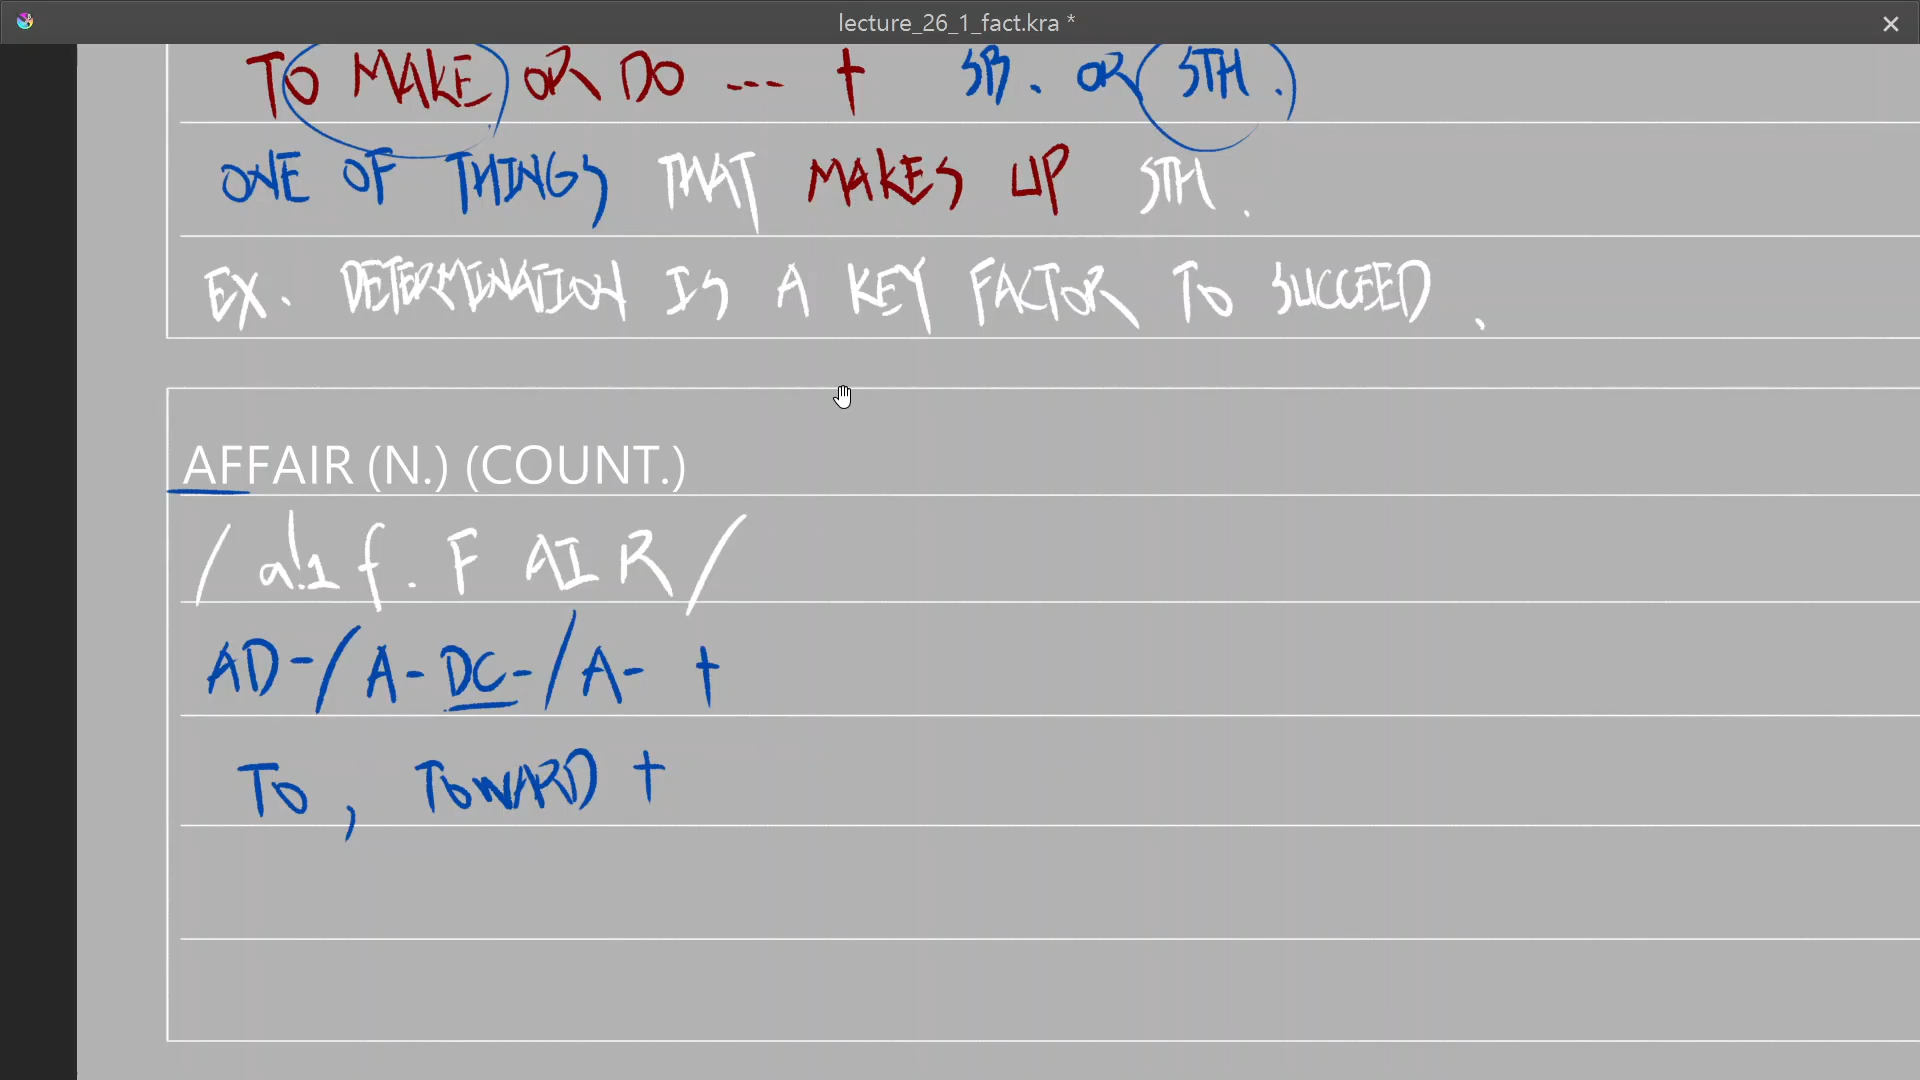 lecture_26_1_fact.kra *
TO MAKE OR DO --- + SB. OR STH.
ONE OF THINGS THAT MAKES UP STH.
EX. DETERMINATION IS A KEY FACTOR TO SUCCEED.
AFFAIR (N.) (COUNT.)
/ a!1 f. F AIR /
AD-/A-DC-/A- +
TO, TOWARD +